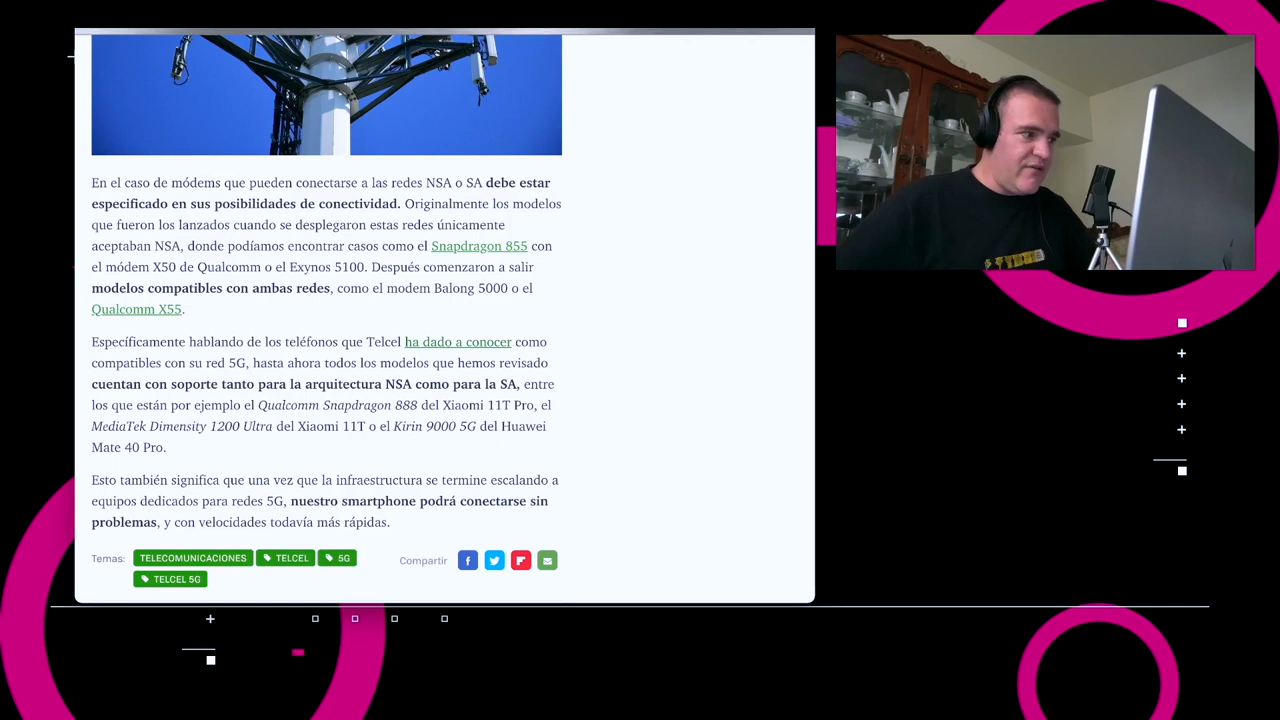 En el caso de módems que pueden conectarse a las redes NSA o SA debe estar
especificado en sus posibilidades de conectividad. Originalmente los modelos
que fueron los lanzados cuando se desplegaron estas redes únicamente
aceptaban NSA, donde podíamos encontrar casos como el Snapdragon 855 con
el módem X50 de Qualcomm o el Exynos 5100. Después comenzaron a salir
modelos compatibles con ambas redes, como el modem Balong 5000 o el
Qualcomm X55.
Específicamente hablando de los teléfonos que Telcel ha dado a conocer como
compatibles con su red 5G, hasta ahora todos los modelos que hemos revisado
cuentan con soporte tanto para la arquitectura NSA como para la SA, entre
los que están por ejemplo el Qualcomm Snapdragon 888 del Xiaomi 11T Pro, el
MediaTek Dimensity 1200 Ultra del Xiaomi 11T o el Kirin 9000 5G del Huawei
Mate 40 Pro.
Esto también significa que una vez que la infraestructura se termine escalando a
equipos dedicados para redes 5G, nuestro smartphone podrá conectarse sin
problemas, y con velocidades todavía más rápidas.
Temas: TELECOMUNICACIONES TELCEL 5G Compartir
TELCEL 5G